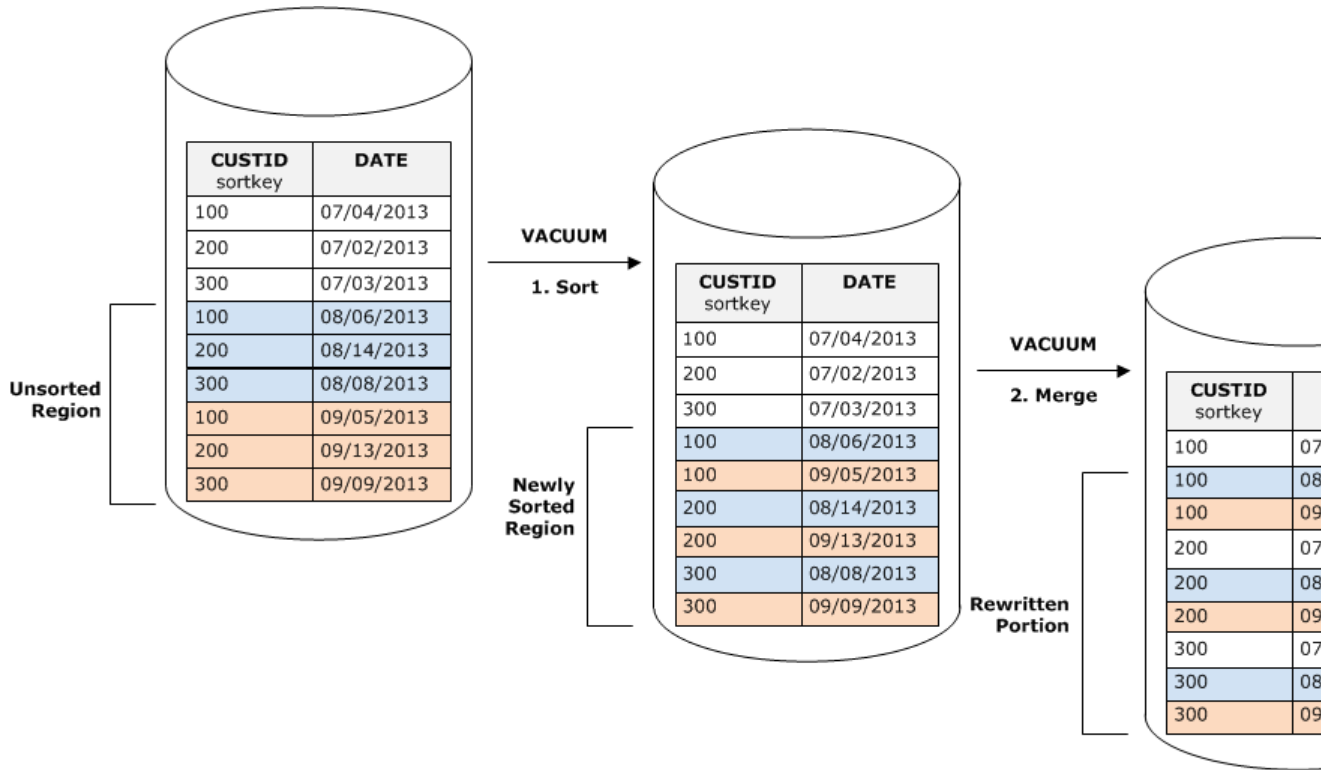 CUSTID DATE
sortkey
100 07/04/2013
200 07/02/2013
300 07/03/2013
100 08/06/2013
200 08/14/2013
300 08/08/2013
100 09/05/2013
200 09/13/2013
300 09/09/2013
Unsorted
Region
VACUUM
1. Sort
CUSTID DATE
sortkey
100 07/04/2013
200 07/02/2013
300 07/03/2013
100 08/06/2013
100 09/05/2013
200 08/14/2013
200 09/13/2013
300 08/08/2013
300 09/09/2013
Newly
Sorted
Region
VACUUM
2. Merge
CUSTID
sortkey
100 07
100 08
100 09
200 07
200 08
200 09
300 07
300 08
300 09
Rewritten
Portion